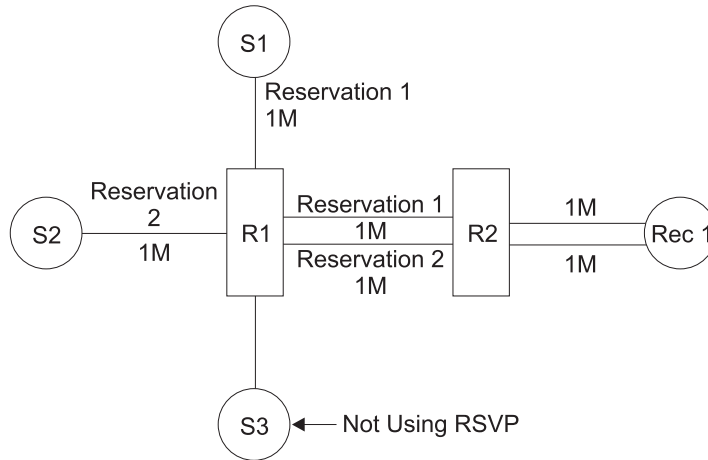 S1
Reservation 1
1M
Reservation
2
1M
S2
R1
Reservation 1
1M
Reservation 2
1M
R2
1M
1M
Rec 1
S3
Not Using RSVP